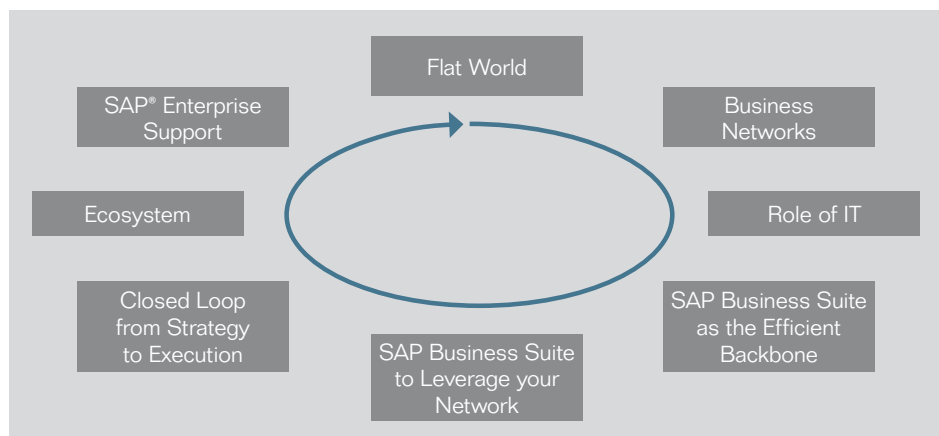 Flat World
SAP® Enterprise
Support
Business
Networks
Ecosystem
Role of IT
Closed Loop
from Strategy
to Execution
SAP Business Suite
to Leverage your
Network
SAP Business Suite
as the Efficient
Backbone